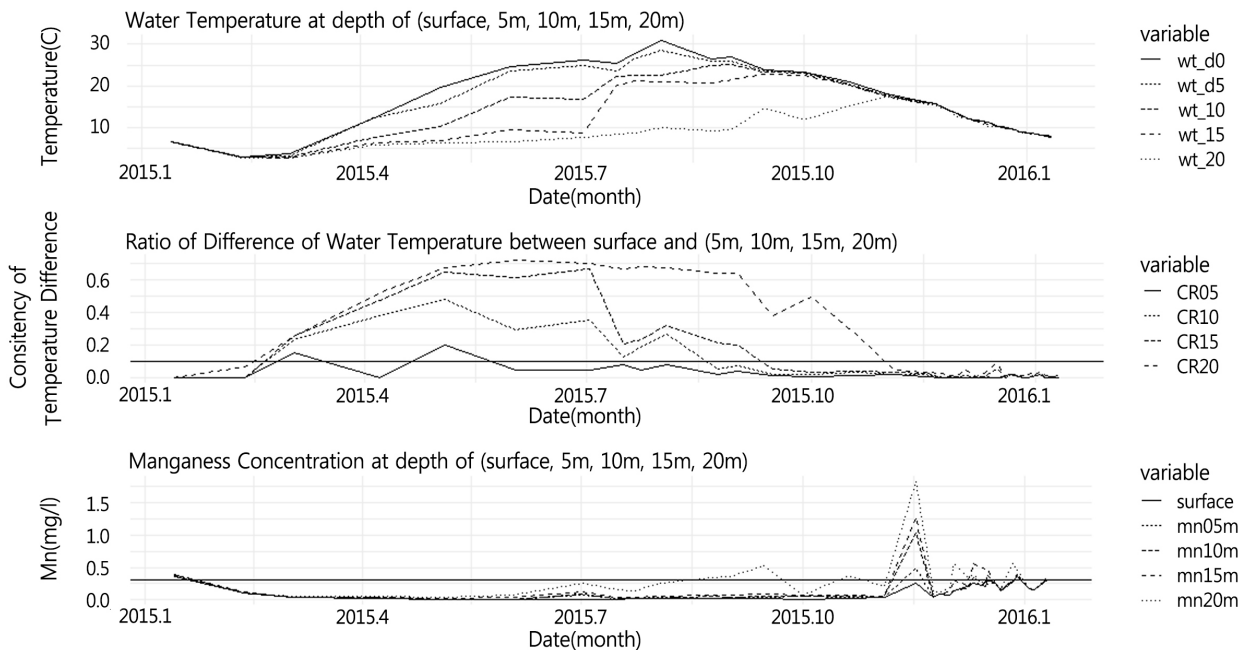 Water Temperature at depth of (surface, 5m, 10m, 15m, 20m)
Temperature(C)
30
20
10
2015.1
2015.4
2015.7
2015.10
2016.1
Date(month)
variable
wt_d0
wt_d5
wt_10
wt_15
wt_20
Ratio of Difference of Water Temperature between surface and (5m, 10m, 15m, 20m)
Consitency of
Temperature Difference
0.6
0.4
0.2
0.0
2015.1
2015.4
2015.7
2015.10
2016.1
Date(month)
variable
CR05
CR10
CR15
CR20
Manganess Concentration at depth of (surface, 5m, 10m, 15m, 20m)
Mn(mg/l)
1.5
1.0
0.5
0.0
2015.1
2015.4
2015.7
2015.10
2016.1
Date(month)
variable
surface
mn05m
mn10m
mn15m
mn20m